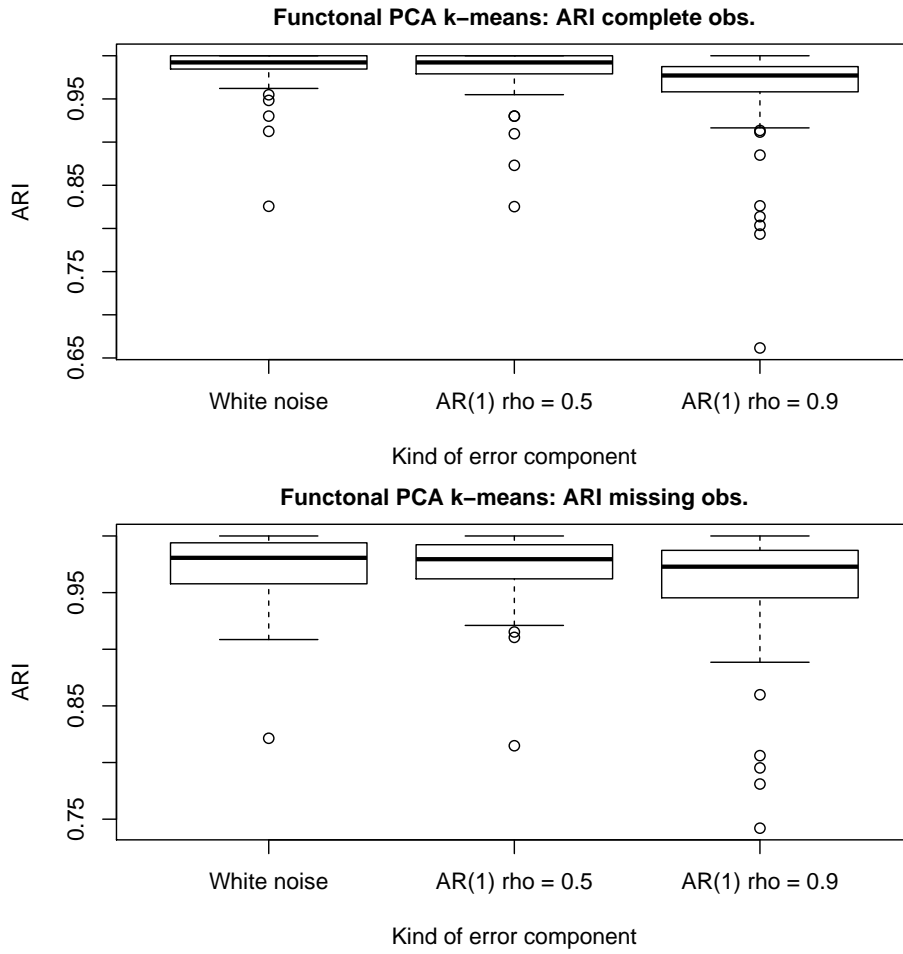 Functonal PCA k−means: ARI complete obs.
ARI
0.95
0.85
0.75
0.65
White noise AR(1) rho = 0.5 AR(1) rho = 0.9
Kind of error component
Functonal PCA k−means: ARI missing obs.
ARI
0.95
0.85
0.75
White noise AR(1) rho = 0.5 AR(1) rho = 0.9
Kind of error component